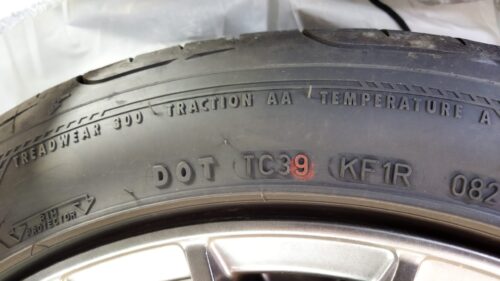 TREADWEAR 300 TRACTION AA TEMPERATURE A
DOT TC39 KF1R 082
RIM
PROTECTOR